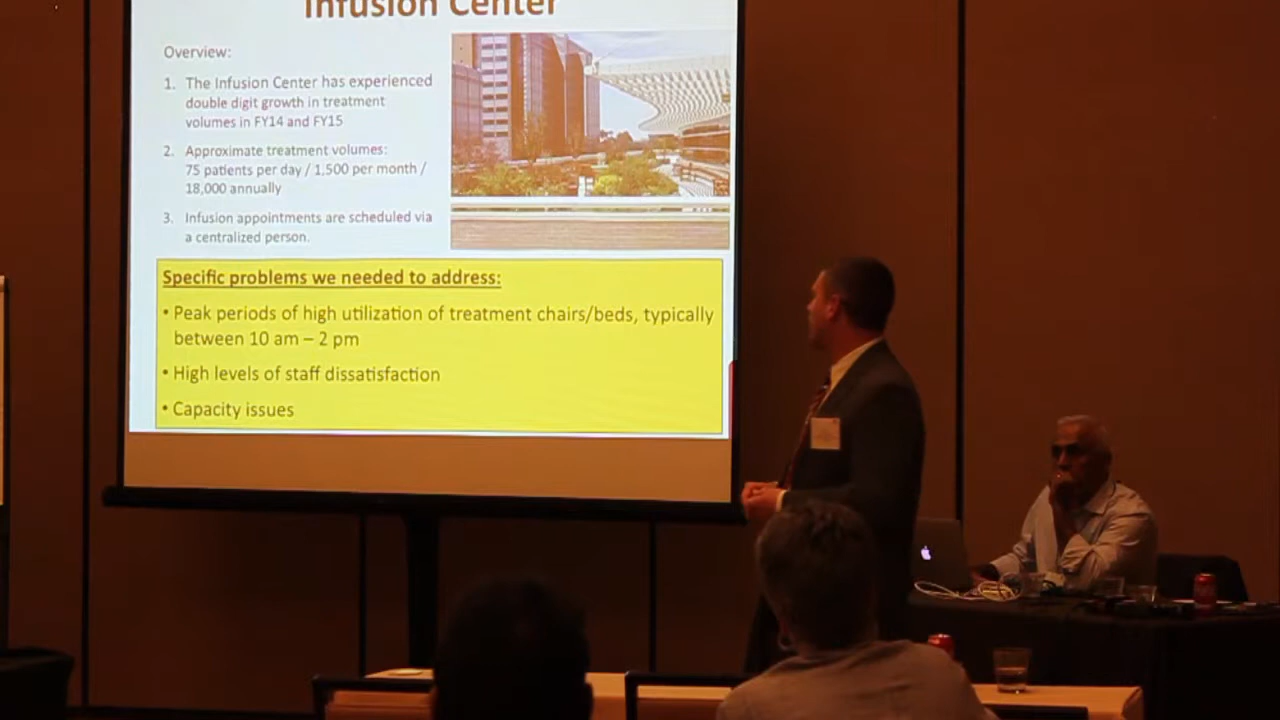 Infusion Center
Overview:
1. The Infusion Center has experienced
double digit growth in treatment
volumes in FY14 and FY15
2. Approximate treatment volumes:
75 patients per day / 1,500 per month /
18,000 annually
3. Infusion appointments are scheduled via
a centralized person.
Specific problems we needed to address:
• Peak periods of high utilization of treatment chairs/beds, typically
between 10 am – 2 pm
• High levels of staff dissatisfaction
• Capacity issues